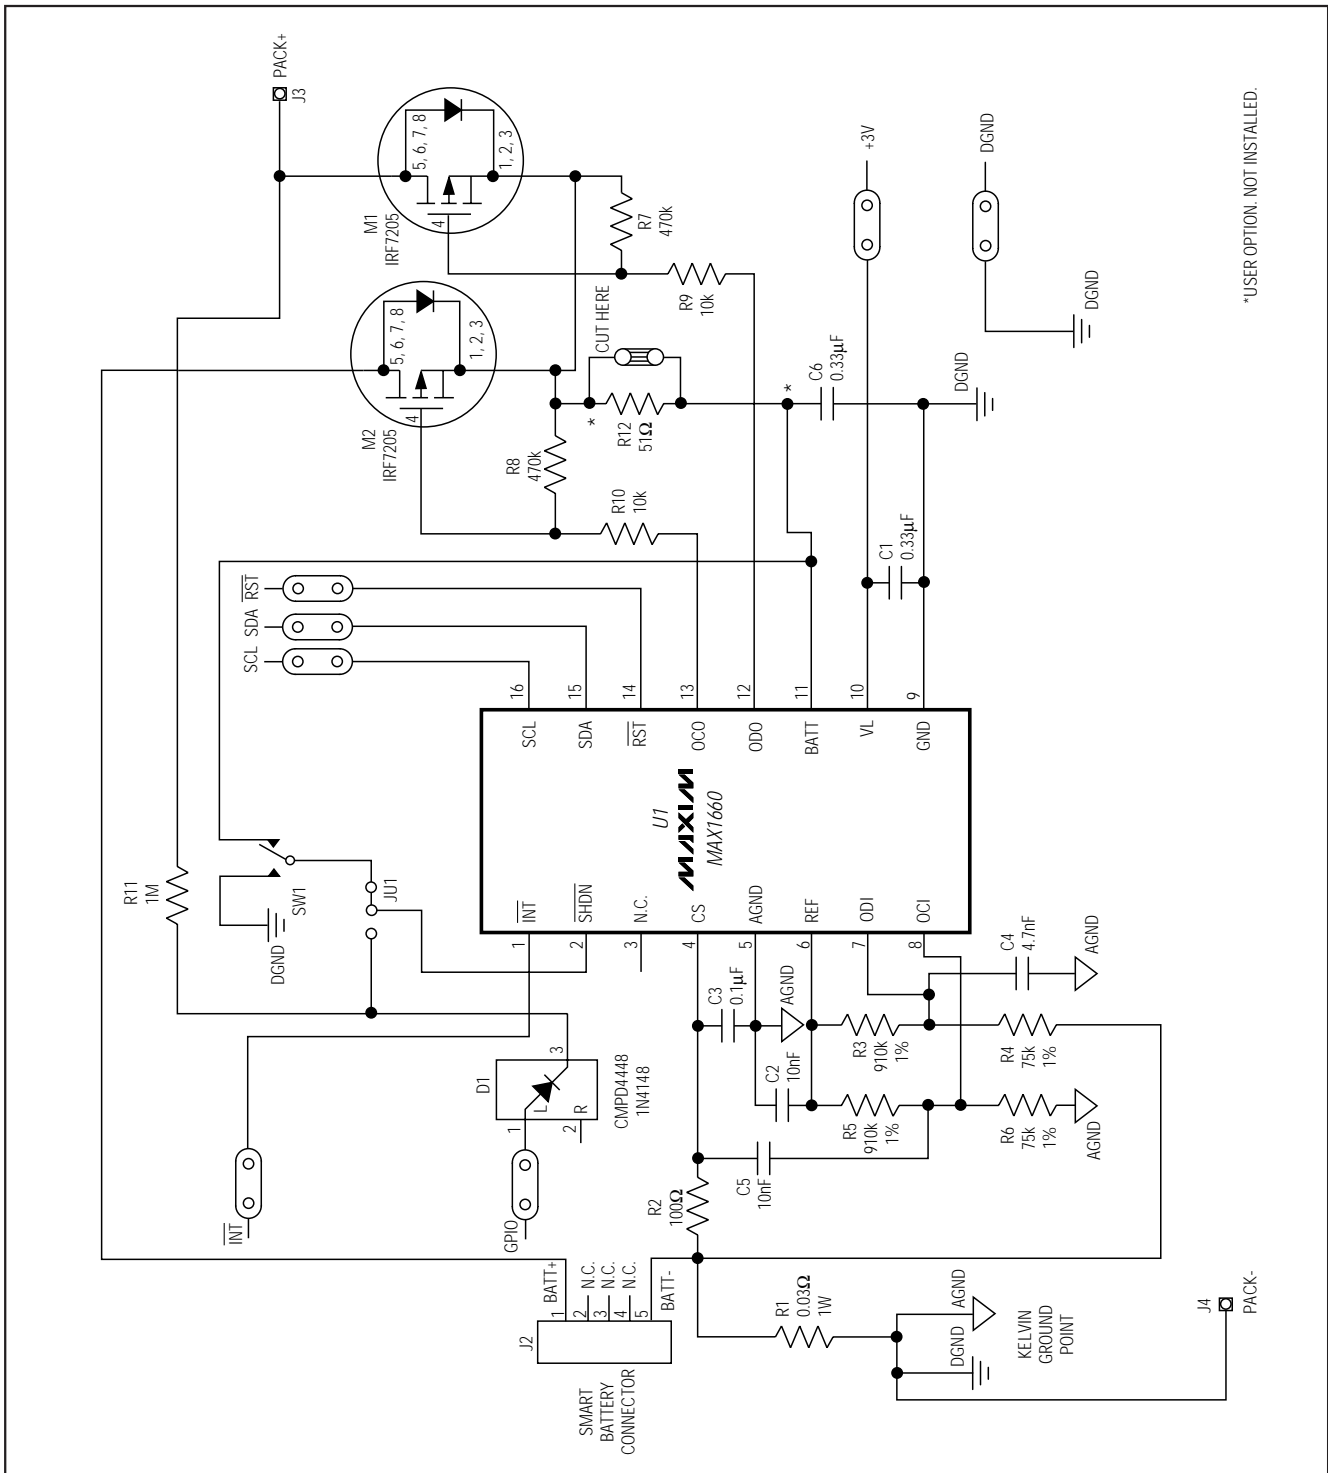 SMART
BATTERY
CONNECTOR
J2
1
2
3
4
5
BATT+
N.C.
N.C.
N.C.
BATT-
INT
GPIO
D1
1
2
3
L
R
CMPD4448
1N4148
R11
1M
DGND
SW1
JU1
R2
100Ω
C5
10nF
R1
0.03Ω
1W
DGND
AGND
KELVIN
GROUND
POINT
J4
PACK-
C3
0.1µF
AGND
C2
10nF
R3
910k
1%
R5
910k
1%
R4
75k
1%
R6
75k
1%
AGND
C4
4.7nF
AGND
1
2
3
4
5
6
7
8
INT
SHDN
N.C.
CS
AGND
REF
ODI
OCI
U1
MAXIM
MAX1660
SCL
SDA
RST
OCO
ODO
BATT
VL
GND
16
15
14
13
12
11
10
9
SCL
SDA
RST
R10
10k
R8
470k
M2
IRF7205
4
5, 6, 7, 8
1, 2, 3
M1
IRF7205
4
5, 6, 7, 8
1, 2, 3
J3
PACK+
R7
470k
R9
10k
CUT HERE
*
R12
51Ω
*
C6
0.33µF
C1
0.33µF
DGND
+3V
DGND
DGND
*USER OPTION. NOT INSTALLED.